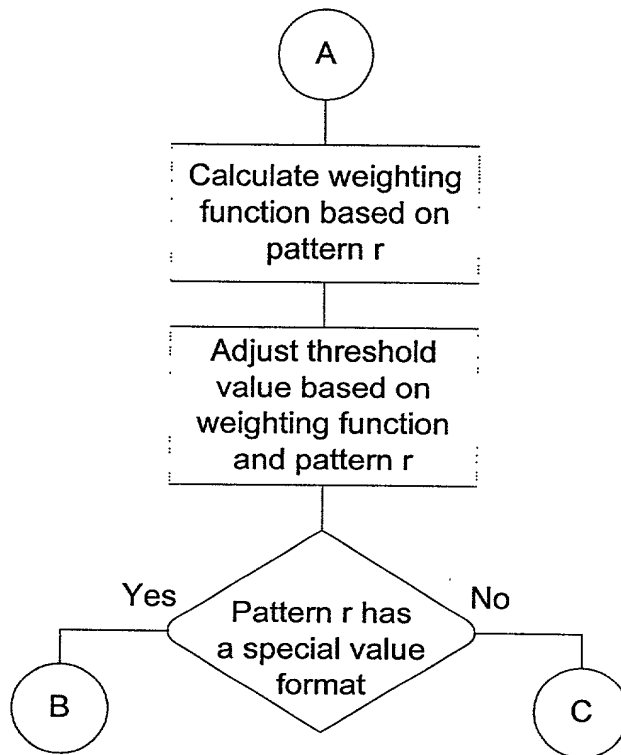 A
Calculate weighting
function based on
pattern r
Adjust threshold
value based on
weighting function
and pattern r
Yes
No
Pattern r has
a special value
format
B
C